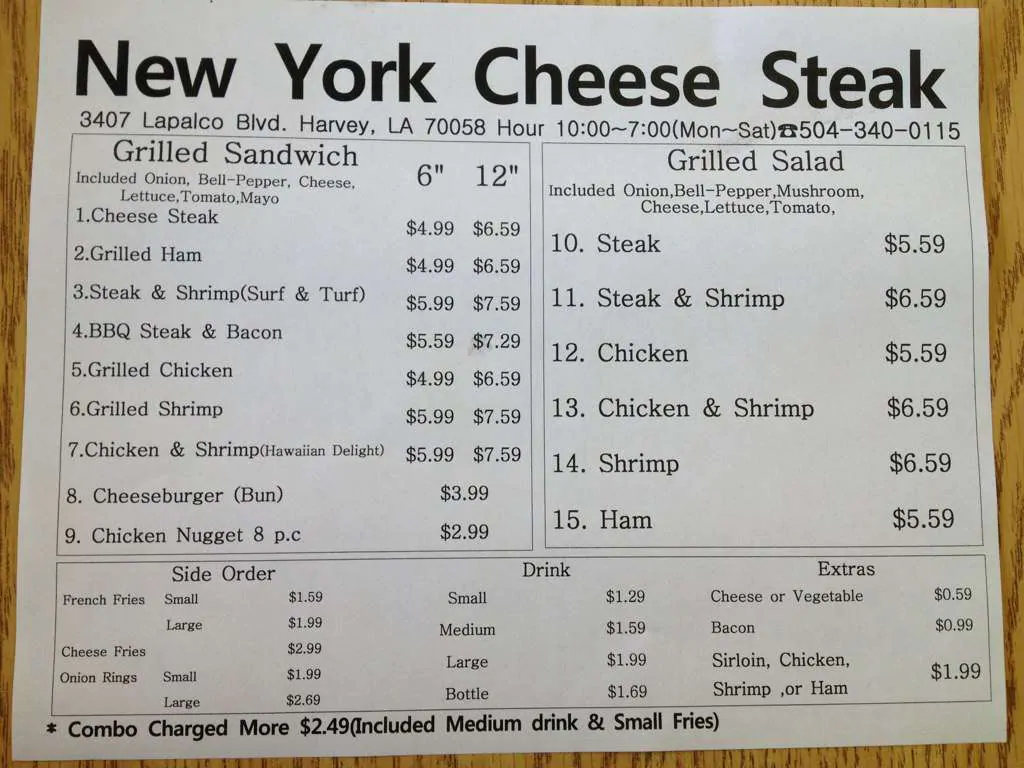 New York Cheese Steak
3407 Lapalco Blvd. Harvey, LA 70058 Hour 10:00~7:00(Mon~Sat)☎504-340-0115
Grilled Sandwich 6" 12"
Included Onion, Bell-Pepper, Cheese,
Lettuce,Tomato,Mayo
1.Cheese Steak $4.99 $6.59
2.Grilled Ham $4.99 $6.59
3.Steak & Shrimp(Surf & Turf) $5.99 $7.59
4.BBQ Steak & Bacon $5.59 $7.29
5.Grilled Chicken $4.99 $6.59
6.Grilled Shrimp $5.99 $7.59
7.Chicken & Shrimp(Hawaiian Delight) $5.99 $7.59
8. Cheeseburger (Bun) $3.99
9. Chicken Nugget 8 p.c $2.99
Grilled Salad
Included Onion,Bell-Pepper,Mushroom,
Cheese,Lettuce,Tomato,
10. Steak $5.59
11. Steak & Shrimp $6.59
12. Chicken $5.59
13. Chicken & Shrimp $6.59
14. Shrimp $6.59
15. Ham $5.59
Side Order
French Fries Small $1.59
Large $1.99
Cheese Fries $2.99
Onion Rings Small $1.99
Large $2.69
Drink
Small $1.29
Medium $1.59
Large $1.99
Bottle $1.69
Extras
Cheese or Vegetable $0.59
Bacon $0.99
Sirloin, Chicken,
Shrimp ,or Ham $1.99
* Combo Charged More $2.49(Included Medium drink & Small Fries)